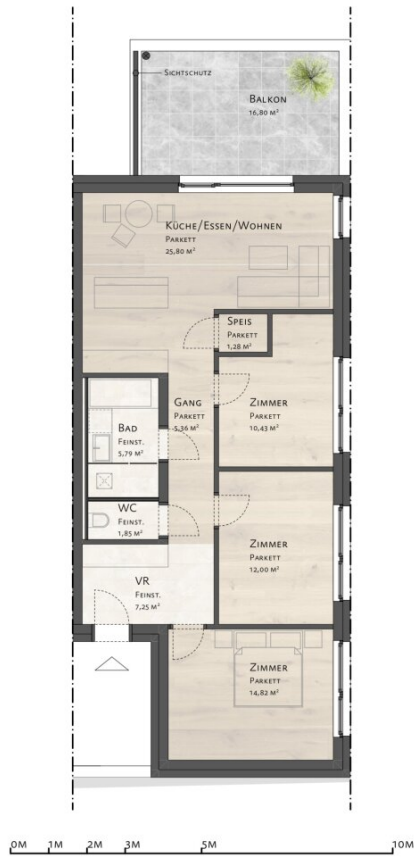 Sichtschutz
Balkon
16,80 m²
Küche/Essen/Wohnen
Parkett
25,80 m²
Speis
Parkett
1,28 m²
Gang
Parkett
5,36 m²
Zimmer
Parkett
10,43 m²
Bad
Feinst.
5,79 m²
WC
Feinst.
1,85 m²
Zimmer
Parkett
12,00 m²
VR
Feinst.
7,25 m²
Zimmer
Parkett
14,82 m²
0m 1m 2m 3m 5m 10m